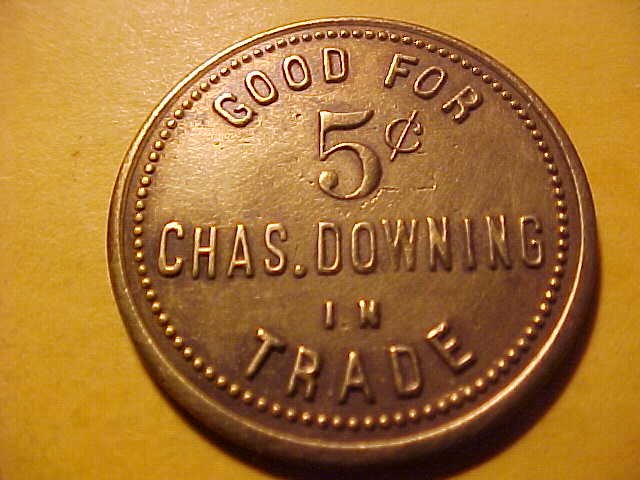 GOOD FOR
5¢
CHAS. DOWNING
IN
TRADE